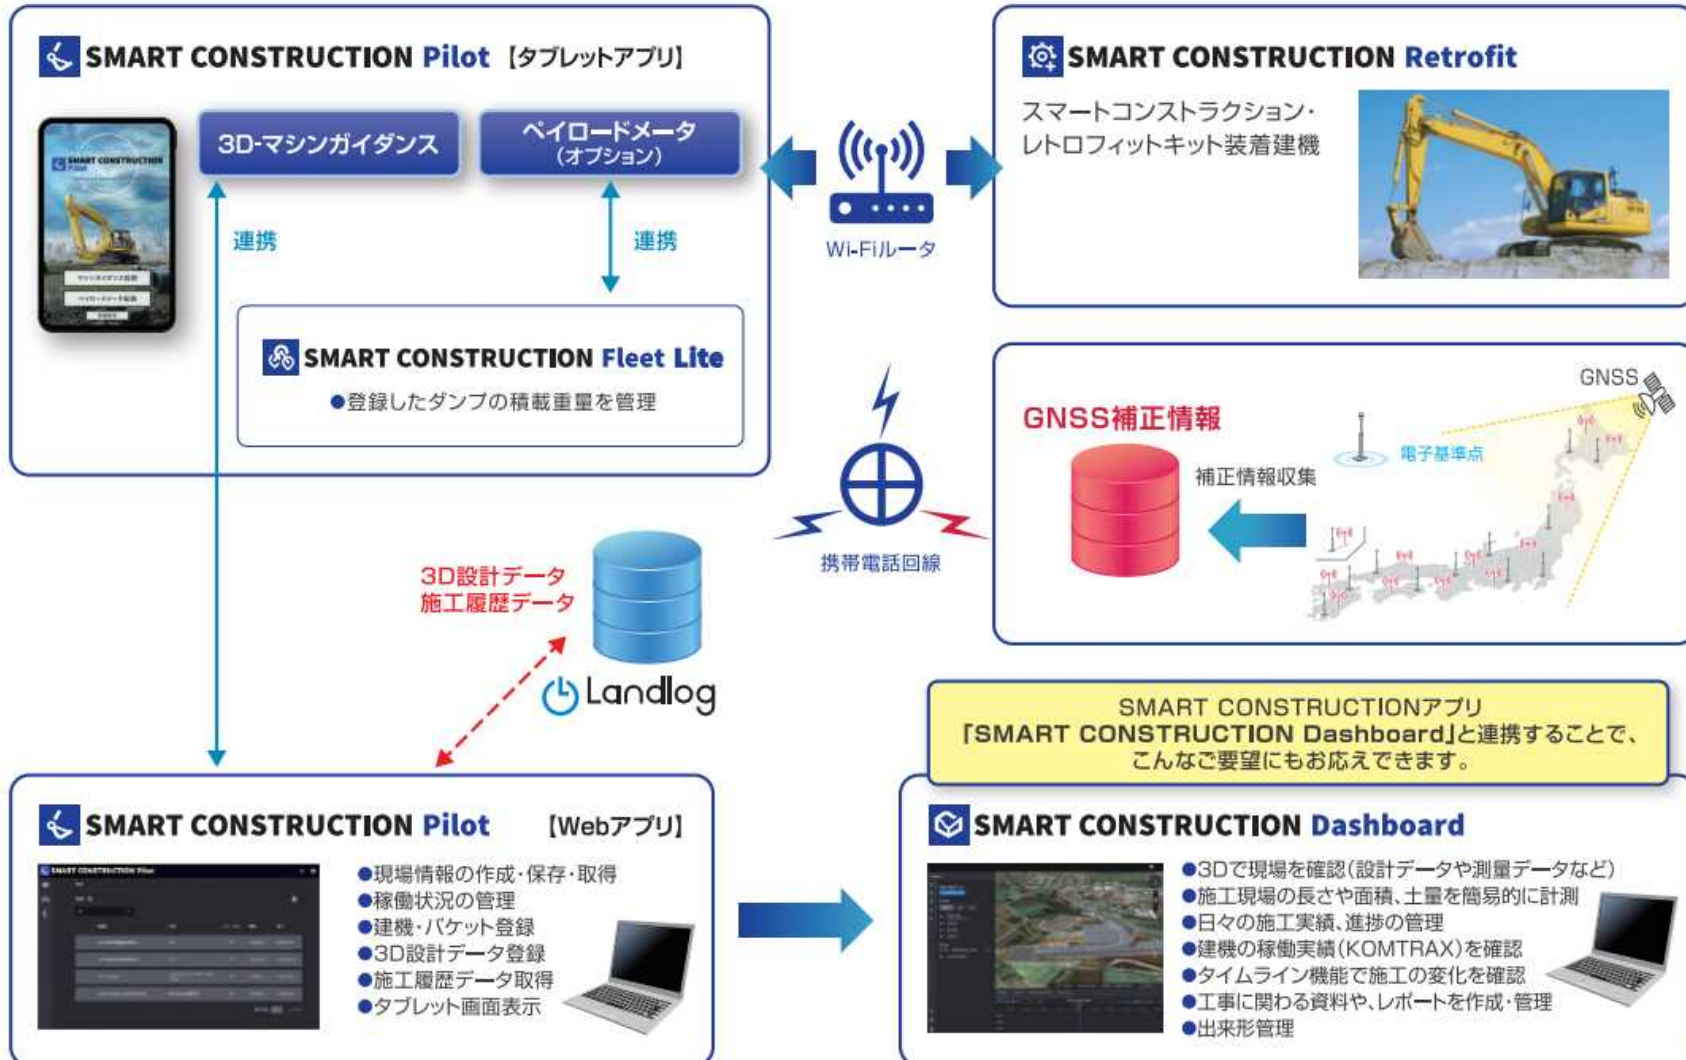 SMART CONSTRUCTION Pilot 【タブレットアプリ】
SMART CONSTRUCTION
Pilot
3D-マシンガイダンス
ペイロードメータ
(オプション)
連携
連携
SMART CONSTRUCTION Fleet Lite
●登録したダンプの積載重量を管理
Wi-Fiルータ
SMART CONSTRUCTION Retrofit
スマートコンストラクション・
レトロフィットキット装着建機
GNSS補正情報
補正情報収集
電子基準点
GNSS
携帯電話回線
3D設計データ
施工履歴データ
Landlog
SMART CONSTRUCTIONアプリ
「SMART CONSTRUCTION Dashboard」と連携することで、
こんなご要望にもお応えできます。
SMART CONSTRUCTION Pilot 【Webアプリ】
SMART CONSTRUCTION Pilot
●現場情報の作成・保存・取得
●稼働状況の管理
●建機・バケット登録
●3D設計データ登録
●施工履歴データ取得
●タブレット画面表示
SMART CONSTRUCTION Dashboard
●3Dで現場を確認(設計データや測量データなど)
●施工現場の長さや面積、土量を簡易的に計測
●日々の施工実績、進捗の管理
●建機の稼働実績(KOMTRAX)を確認
●タイムライン機能で施工の変化を確認
●工事に関わる資料や、レポートを作成・管理
●出来形管理